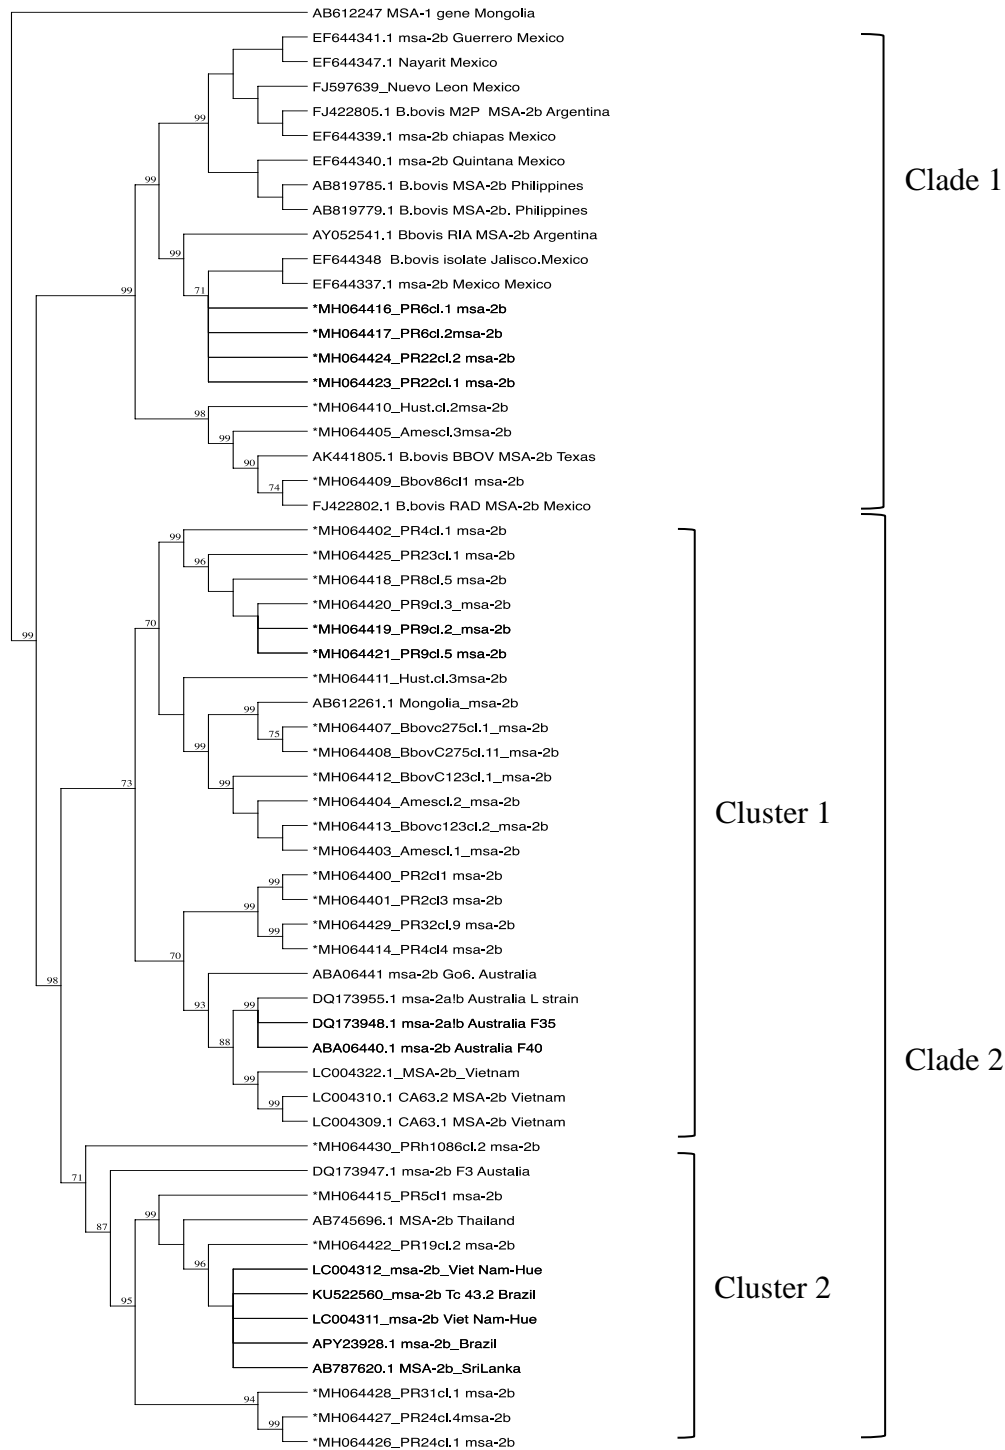 AB612247 MSA-1 gene Mongolia
EF644341.1 msa-2b Guerrero Mexico
EF644347.1 Nayarit Mexico
FJ597639_Nuevo Leon Mexico
99
FJ422805.1 B.bovis M2P MSA-2b Argentina
EF644339.1 msa-2b chiapas Mexico
EF644340.1 msa-2b Quintana Mexico
Clade 1
99
AB819785.1 B.bovis MSA-2b Philippines
AB819779.1 B.bovis MSA-2b. Philippines
AY052541.1 Bbovis RIA MSA-2b Argentina
99
EF644348 B.bovis isolate Jalisco.Mexico
EF644337.1 msa-2b Mexico Mexico
99
71
*MH064416_PR6cl.1 msa-2b
*MH064417_PR6cl.2msa-2b
*MH064424_PR22cl.2 msa-2b
*MH064423_PR22cl.1 msa-2b
*MH064410_Hust.cl.2msa-2b
98
*MH064405_Amescl.3msa-2b
99
AK441805.1 B.bovis BBOV MSA-2b Texas
90
*MH064409_Bbov86cl1 msa-2b
74
FJ422802.1 B.bovis RAD MSA-2b Mexico
*MH064402_PR4cl.1 msa-2b
99
*MH064425_PR23cl.1 msa-2b
96
*MH064418_PR8cl.5 msa-2b
*MH064420_PR9cl.3_msa-2b
70
*MH064419_PR9cl.2_msa-2b
99
*MH064421_PR9cl.5 msa-2b
*MH064411_Hust.cl.3msa-2b
AB612261.1 Mongolia_msa-2b
99
*MH064407_Bbovc275cl.1_msa-2b
75
*MH064408_BbovC275cl.11_msa-2b
99
*MH064412_BbovC123cl.1_msa-2b
99
73
*MH064404_Amescl.2_msa-2b
Cluster 1
*MH064413_Bbovc123cl.2_msa-2b
*MH064403_Amescl.1_msa-2b
*MH064400_PR2cl1 msa-2b
99
*MH064401_PR2cl3 msa-2b
99
*MH064429_PR32cl.9 msa-2b
99
*MH064414_PR4cl4 msa-2b
70
ABA06441 msa-2b Go6. Australia
98
DQ173955.1 msa-2a!b Australia L strain
93
99
DQ173948.1 msa-2a!b Australia F35
ABA06440.1 msa-2b Australia F40
88
Clade 2
LC004322.1_MSA-2b_Vietnam
99
LC004310.1 CA63.2 MSA-2b Vietnam
99
LC004309.1 CA63.1 MSA-2b Vietnam
*MH064430_PRh1086cl.2 msa-2b
71
DQ173947.1 msa-2b F3 Austalia
*MH064415_PR5cl1 msa-2b
99
AB745696.1 MSA-2b Thailand
87
*MH064422_PR19cl.2 msa-2b
96
LC004312_msa-2b_Viet Nam-Hue
Cluster 2
KU522560_msa-2b Tc 43.2 Brazil
95
LC004311_msa-2b Viet Nam-Hue
APY23928.1 msa-2b_Brazil
AB787620.1 MSA-2b_SriLanka
*MH064428_PR31cl.1 msa-2b
94
*MH064427_PR24cl.4msa-2b
99
*MH064426_PR24cl.1 msa-2b